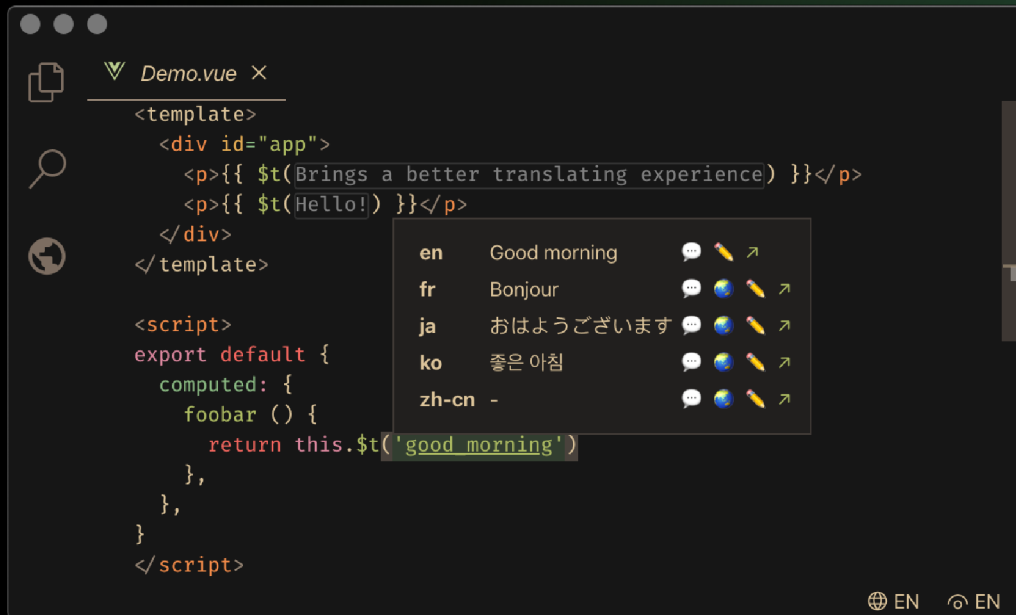 Demo.vue
<template>
<div id="app">
<p>{{ $t(Brings a better translating experience) }}</p>
<p>{{ $t(Hello!) }}</p>
</div>
</template>
en Good morning
fr Bonjour
ja おはようございます
ko 좋은 아침
zh-cn -
<script>
export default {
computed: {
foobar () {
return this.$t('good_morning')
},
},
}
</script>
EN EN